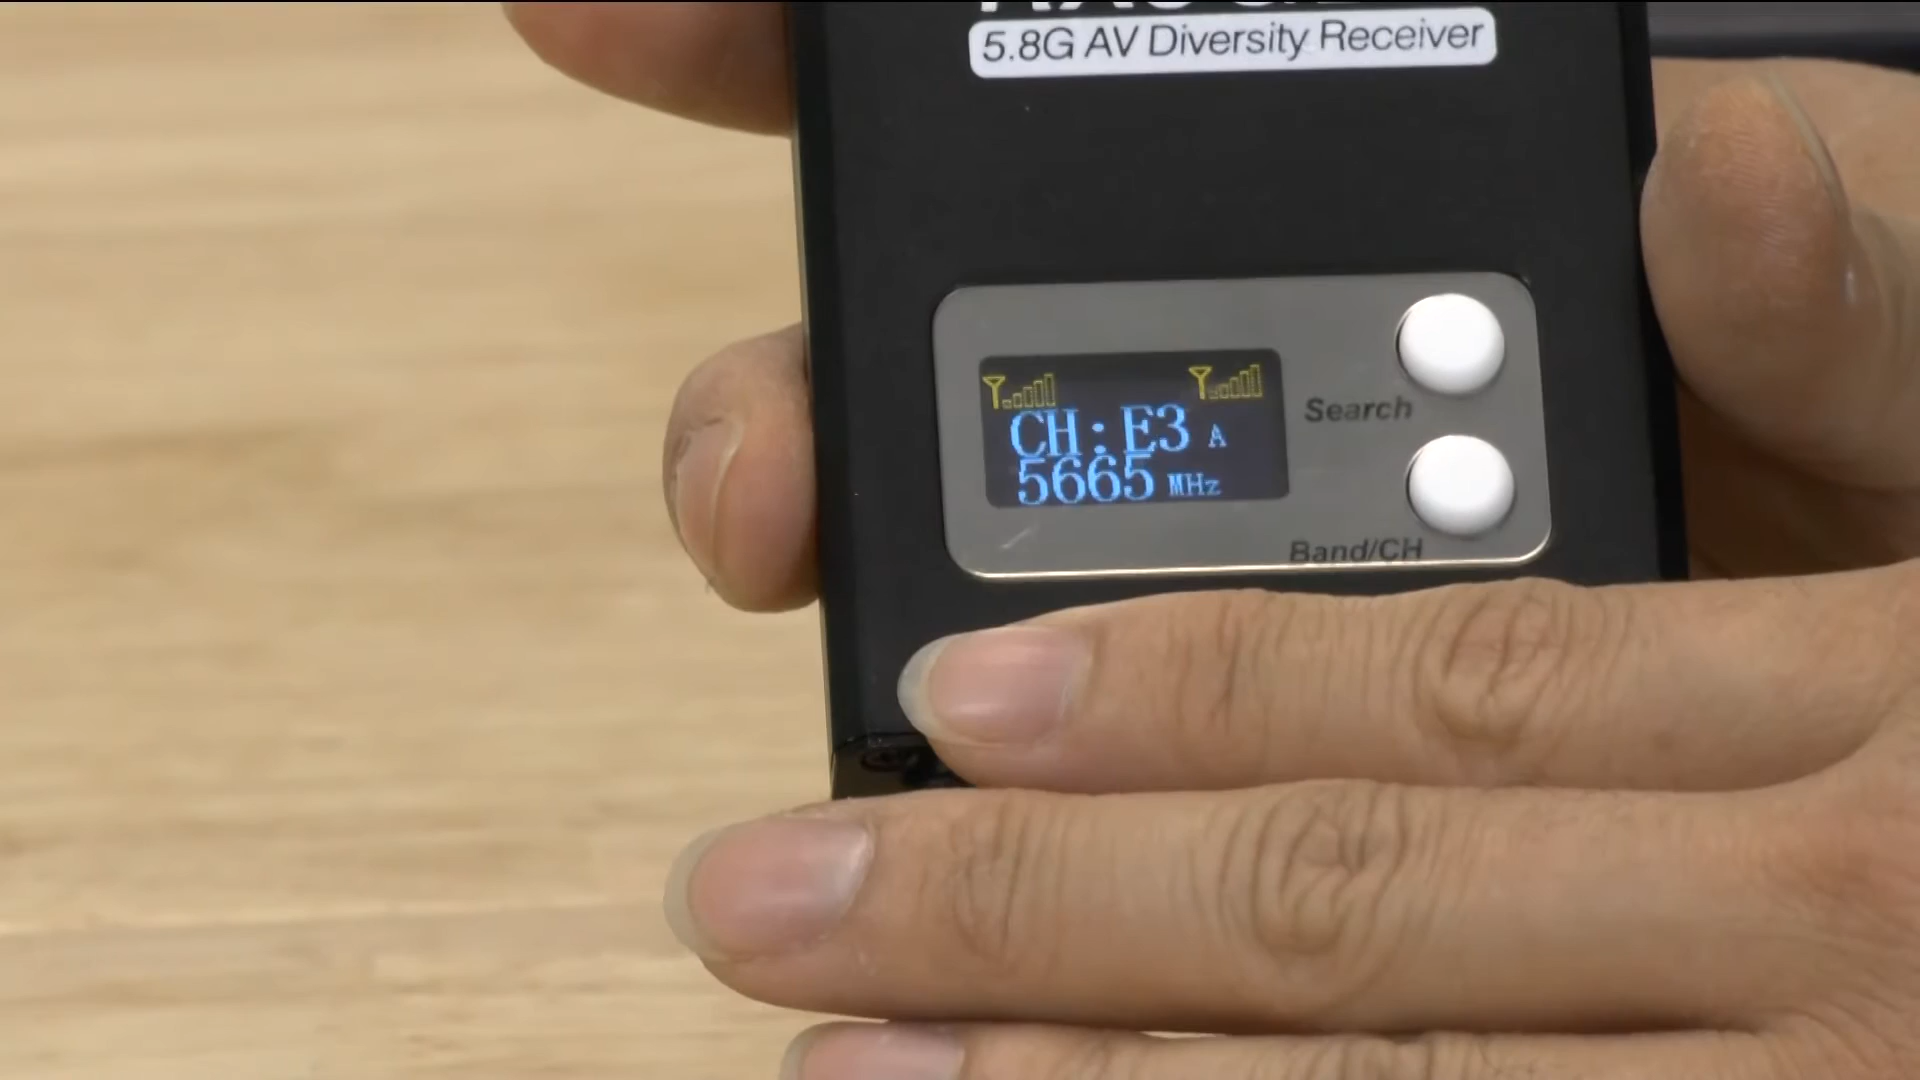 5.8G AV Diversity Receiver
CH:E3 A
5665 MHz
Search
Band/CH